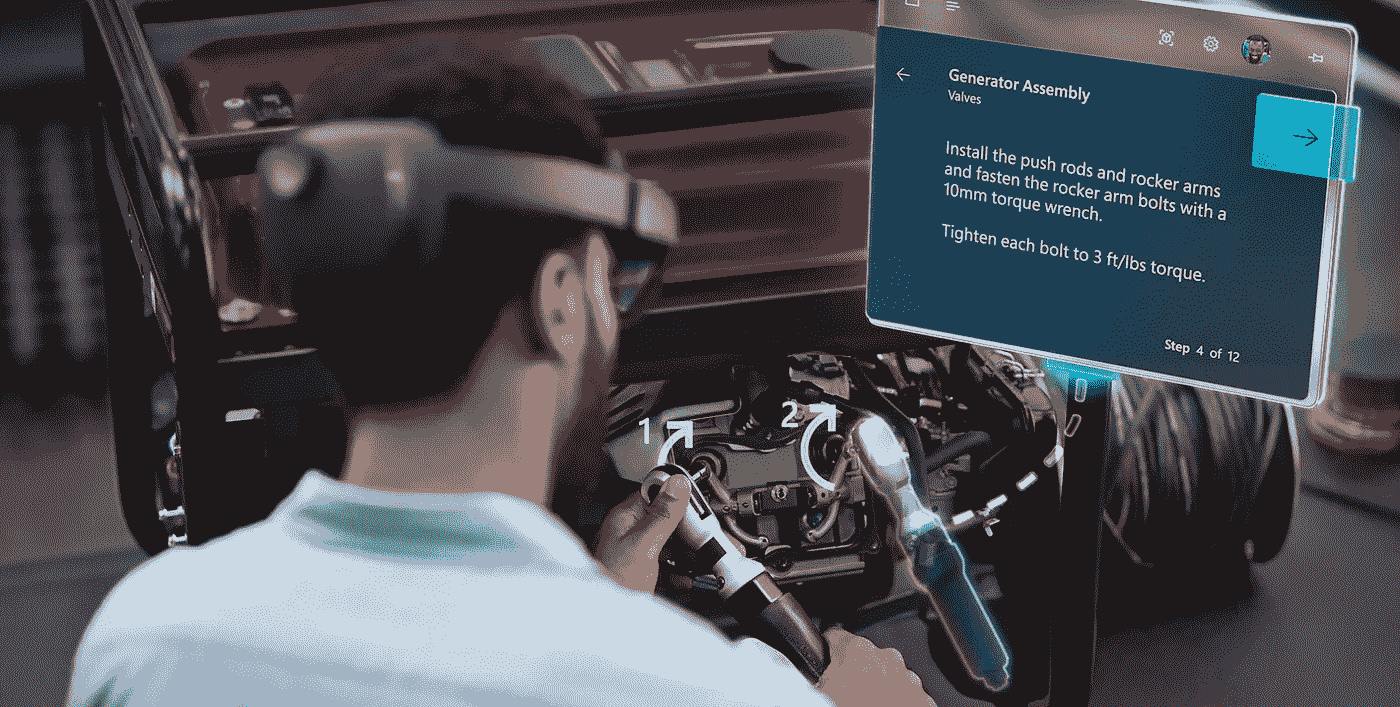 Generator Assembly
Valves
Install the push rods and rocker arms
and fasten the rocker arm bolts with a
10mm torque wrench.
Tighten each bolt to 3 ft/lbs torque.
Step 4 of 12
1
2